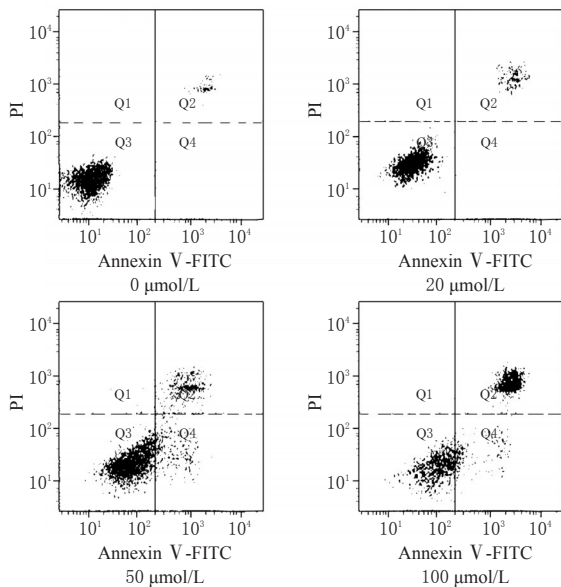 10⁴ 10⁴
10³ 10³
PI PI
Q1 Q2 Q1 Q2
10² 10²
Q3 Q4 Q3 Q4
10¹ 10¹
10¹ 10² 10³ 10⁴ 10¹ 10² 10³ 10⁴
Annexin Ⅴ-FITC Annexin Ⅴ-FITC
0 μmol/L 20 μmol/L
10⁴ 10⁴
10³ 10³
PI PI
Q1 Q2 Q1 Q2
10² 10²
Q3 Q4 Q3 Q4
10¹ 10¹
10¹ 10² 10³ 10⁴ 10¹ 10² 10³ 10⁴
Annexin Ⅴ-FITC Annexin Ⅴ-FITC
50 μmol/L 100 μmol/L